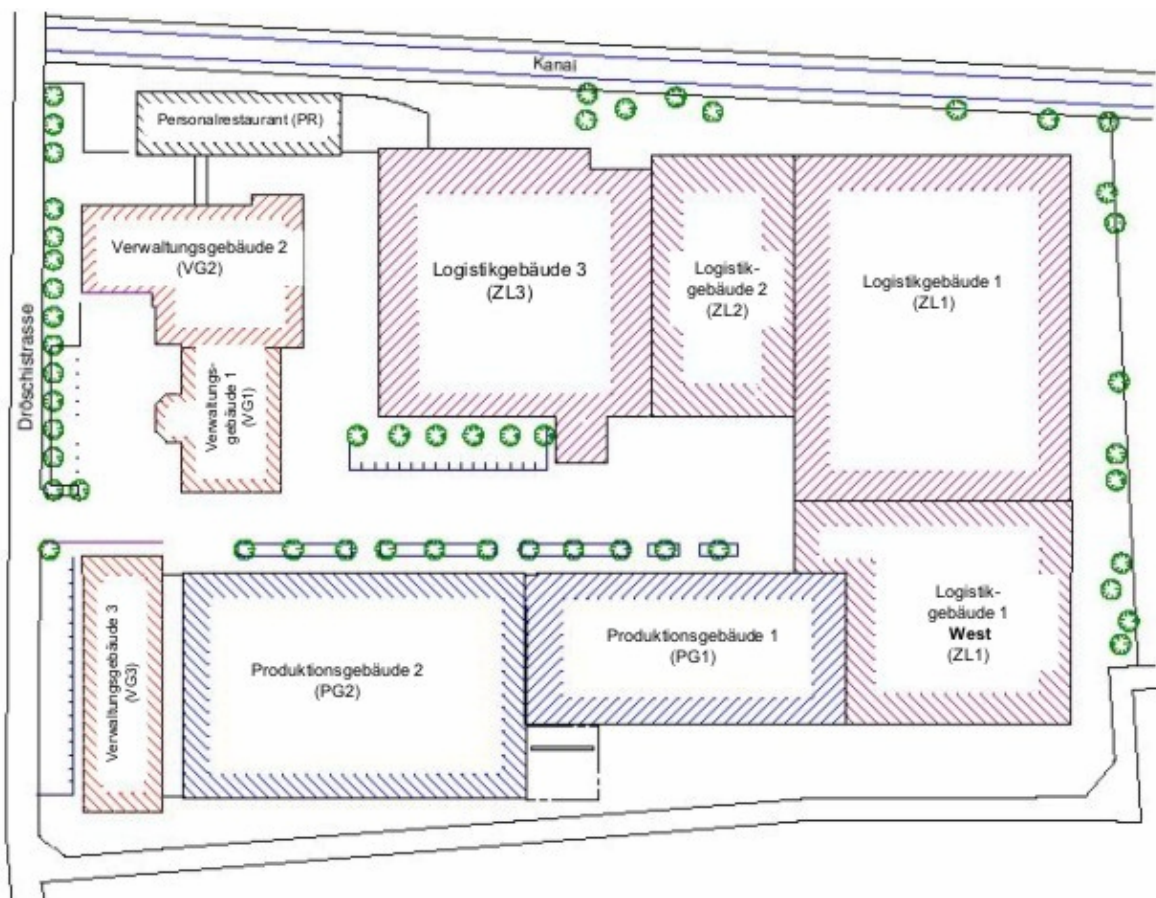 Kanal
Personalrestaurant (PR)
Verwaltungsgebäude 2
(VG2)
Logistikgebäude 3
(ZL3)
Logistik-
gebäude 2
(ZL2)
Logistikgebäude 1
(ZL1)
Dröschistrasse
Verwaltungs-
gebäude 1
(VG1)
Verwaltungsgebäude 3
(VG3)
Produktionsgebäude 2
(PG2)
Produktionsgebäude 1
(PG1)
Logistik-
gebäude 1
West
(ZL1)